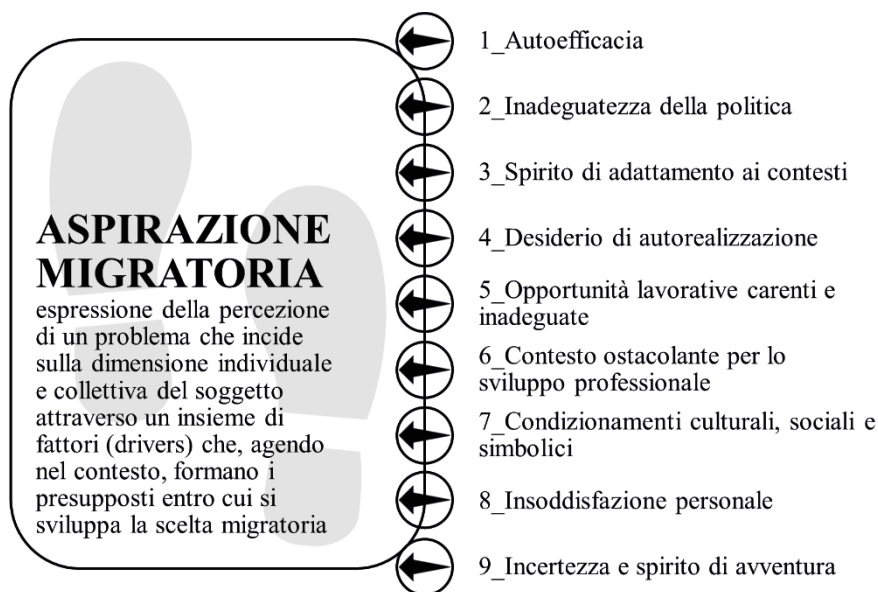 ASPIRAZIONE
MIGRATORIA
espressione della percezione
di un problema che incide
sulla dimensione individuale
e collettiva del soggetto
attraverso un insieme di
fattori (drivers) che, agendo
nel contesto, formano i
presupposti entro cui si
sviluppa la scelta migratoria
1_Autoefficacia
2_Inadeguatezza della politica
3_Spirito di adattamento ai contesti
4_Desiderio di autorealizzazione
5_Opportunità lavorative carenti e
inadeguate
6_Contesto ostacolante per lo
sviluppo professionale
7_Condizionamenti culturali, sociali e
simbolici
8_Insoddisfazione personale
9_Incertezza e spirito di avventura